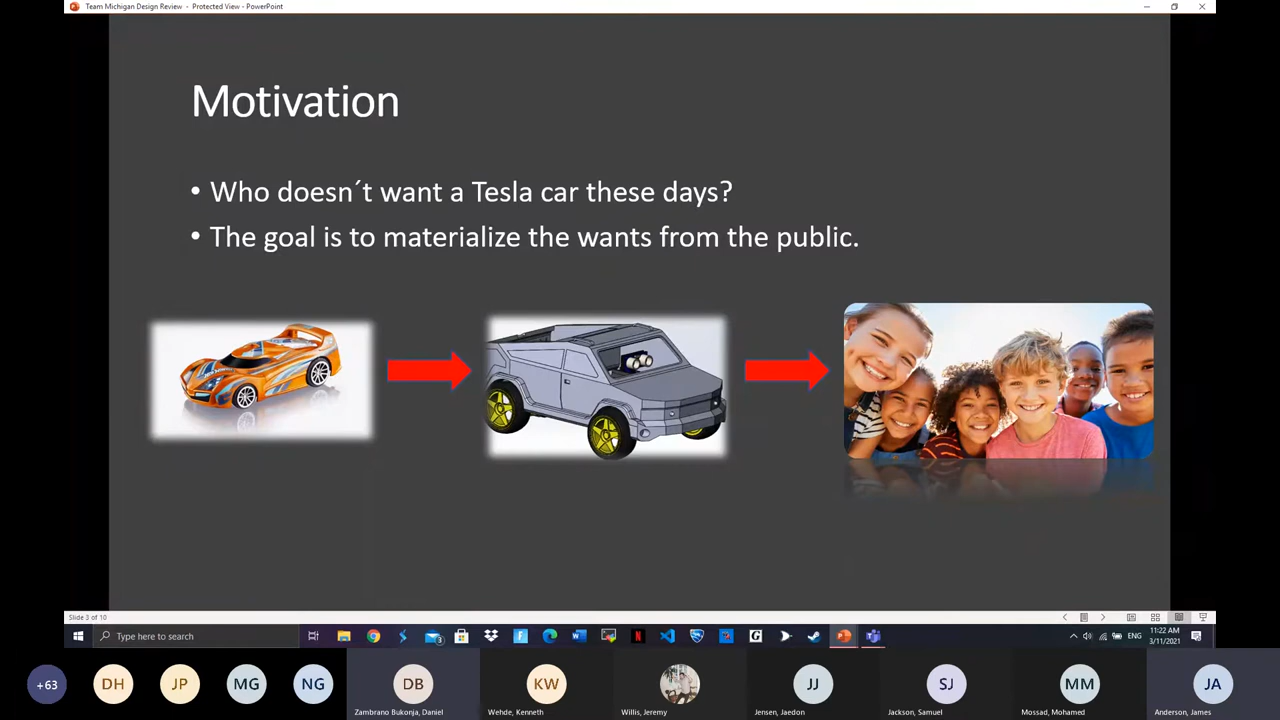 Team Michigan Design Review - Protected View - PowerPoint
Motivation
• Who doesn´t want a Tesla car these days?
• The goal is to materialize the wants from the public.
Slide 3 of 10
Type here to search
3
N
G
ENG
11:22 AM
3/11/2021
+63
DH
JP
MG
NG
DB
KW
JJ
SJ
MM
JA
Zambrano Bukonja, Daniel
Wehde, Kenneth
Willis, Jeremy
Jensen, Jaedon
Jackson, Samuel
Mossad, Mohamed
Anderson, James